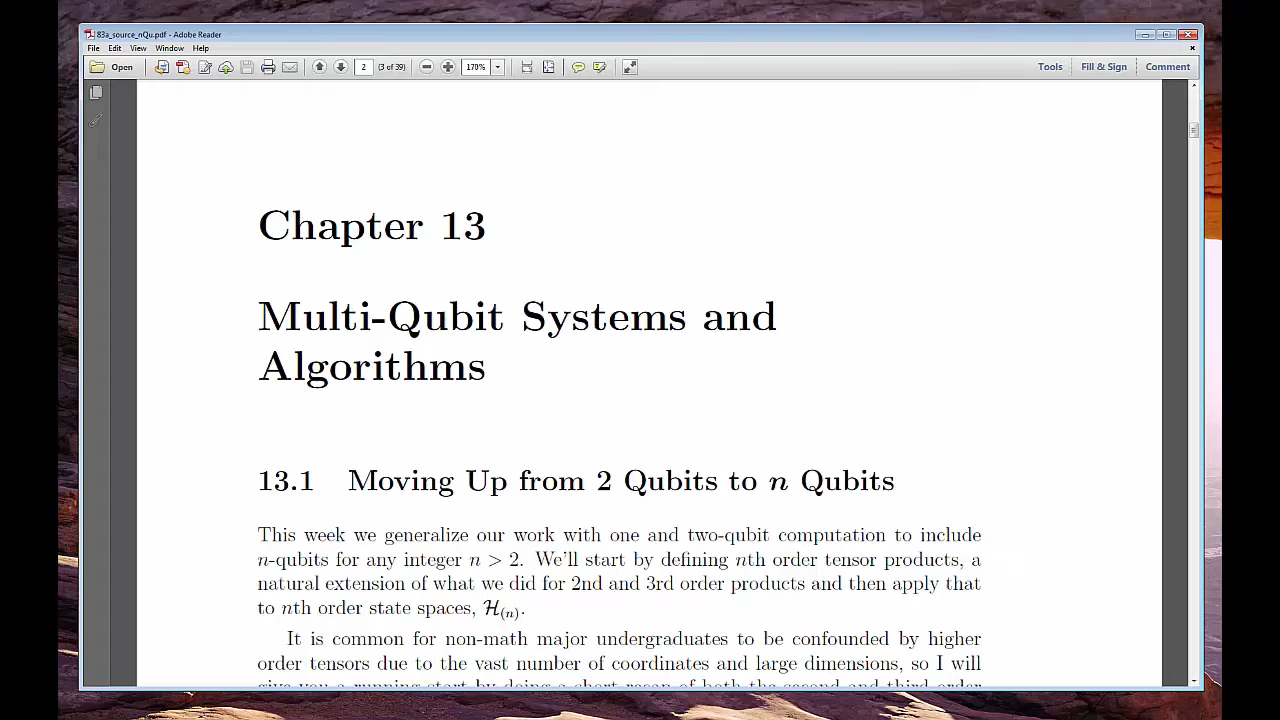 83a_source_nQu.pdf - Adobe Reader
File Edit View Window Help
Open 2 (3 of 39) 170% Tools Fill & Sign Comment
Chapter 13
Multi-Qubit Systems and
Algorithms
13.1 Moving Up from 2 Qubits to n Qubits
This week we generalize our work with one and two-qubit computation to include
n-qubits for any integer n > 2. We'll start by defining nth order tensor products, a
natural extension of what we did for 2nd and 3rd order products and then apply that
to nth order state spaces, ℋ(n).
It is common for non-math major undergraduates to be confounded by higher
order tensors due to the vast number of coordinates and large dimensions, so I will